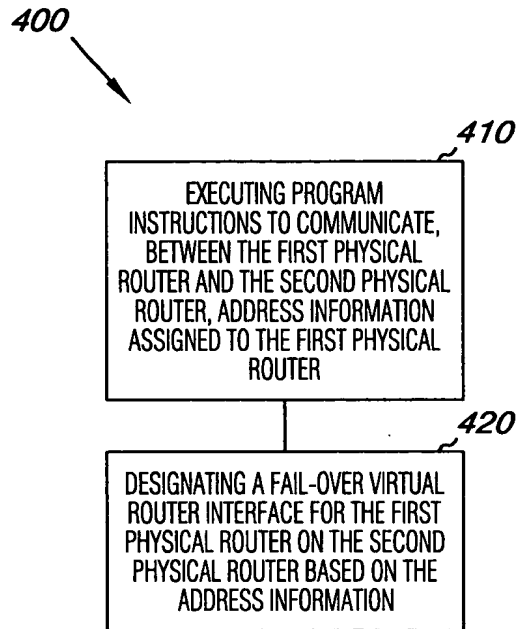 400
410
EXECUTING PROGRAM
INSTRUCTIONS TO COMMUNICATE,
BETWEEN THE FIRST PHYSICAL
ROUTER AND THE SECOND PHYSICAL
ROUTER, ADDRESS INFORMATION
ASSIGNED TO THE FIRST PHYSICAL
ROUTER
420
DESIGNATING A FAIL-OVER VIRTUAL
ROUTER INTERFACE FOR THE FIRST
PHYSICAL ROUTER ON THE SECOND
PHYSICAL ROUTER BASED ON THE
ADDRESS INFORMATION